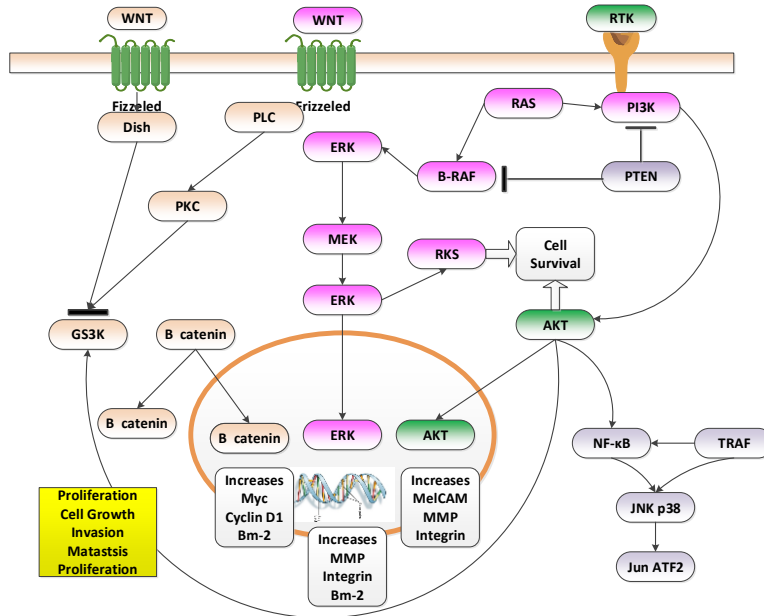 WNT
WNT
RTK
Fizzeled
Frizzeled
Dish
PLC
RAS
PI3K
ERK
B-RAF
PTEN
PKC
MEK
RKS
Cell
Survival
ERK
AKT
GS3K
B catenin
B catenin
B catenin
ERK
AKT
NF-κB
TRAF
Increases
Myc
Cyclin D1
Bm-2
Increases
MelCAM
MMP
Integrin
Increases
MMP
Integrin
Bm-2
JNK p38
Jun ATF2
Proliferation
Cell Growth
Invasion
Matastsis
Proliferation